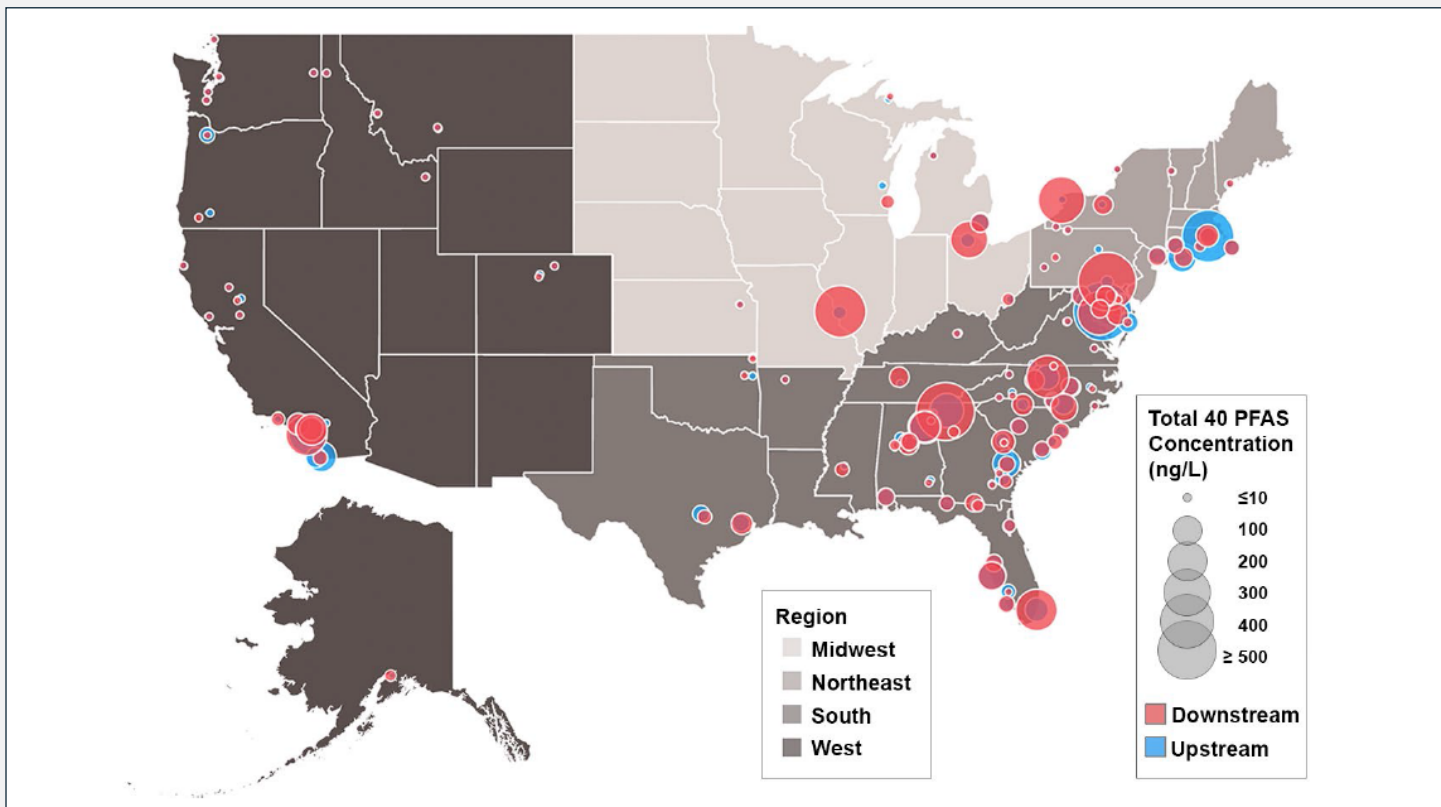 Region
Midwest
Northeast
South
West
Total 40 PFAS
Concentration
(ng/L)
≤10
100
200
300
400
≥ 500
Downstream
Upstream